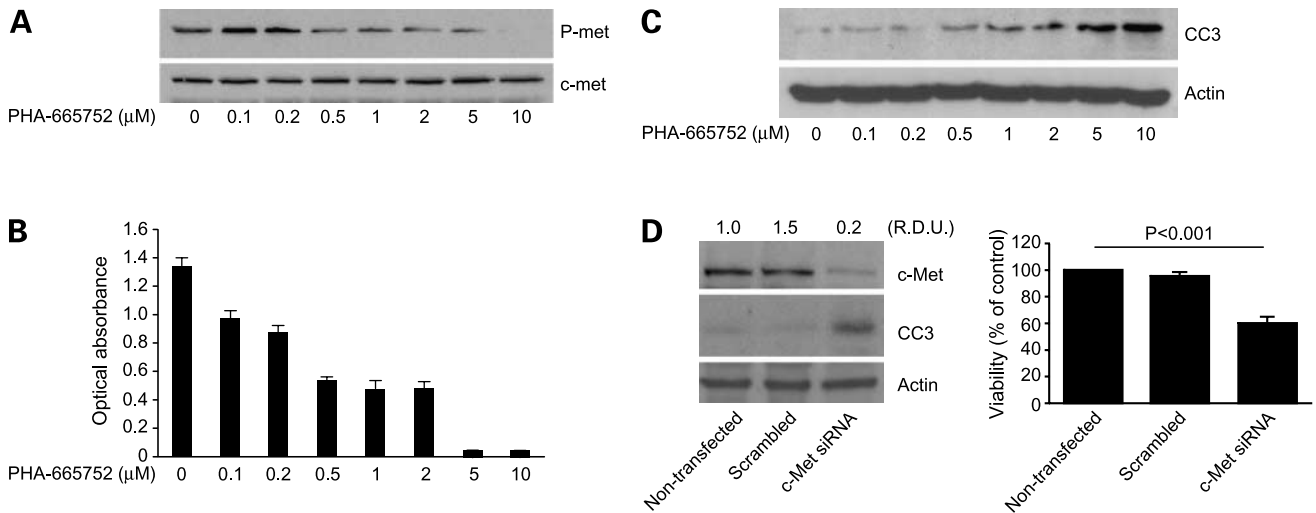 A
P-met
c-met
PHA-665752 (μM) 0 0.1 0.2 0.5 1 2 5 10
B
Optical absorbance
1.6
1.4
1.2
1.0
0.8
0.6
0.4
0.2
0
PHA-665752 (μM) 0 0.1 0.2 0.5 1 2 5 10
C
CC3
Actin
PHA-665752 (μM) 0 0.1 0.2 0.5 1 2 5 10
D
1.0 1.5 0.2 (R.D.U.)
c-Met
CC3
Actin
Non-transfected
Scrambled
c-Met siRNA
P<0.001
Viability (% of control)
120
100
80
60
80
40
20
0
Non-transfected
Scrambled
c-Met siRNA